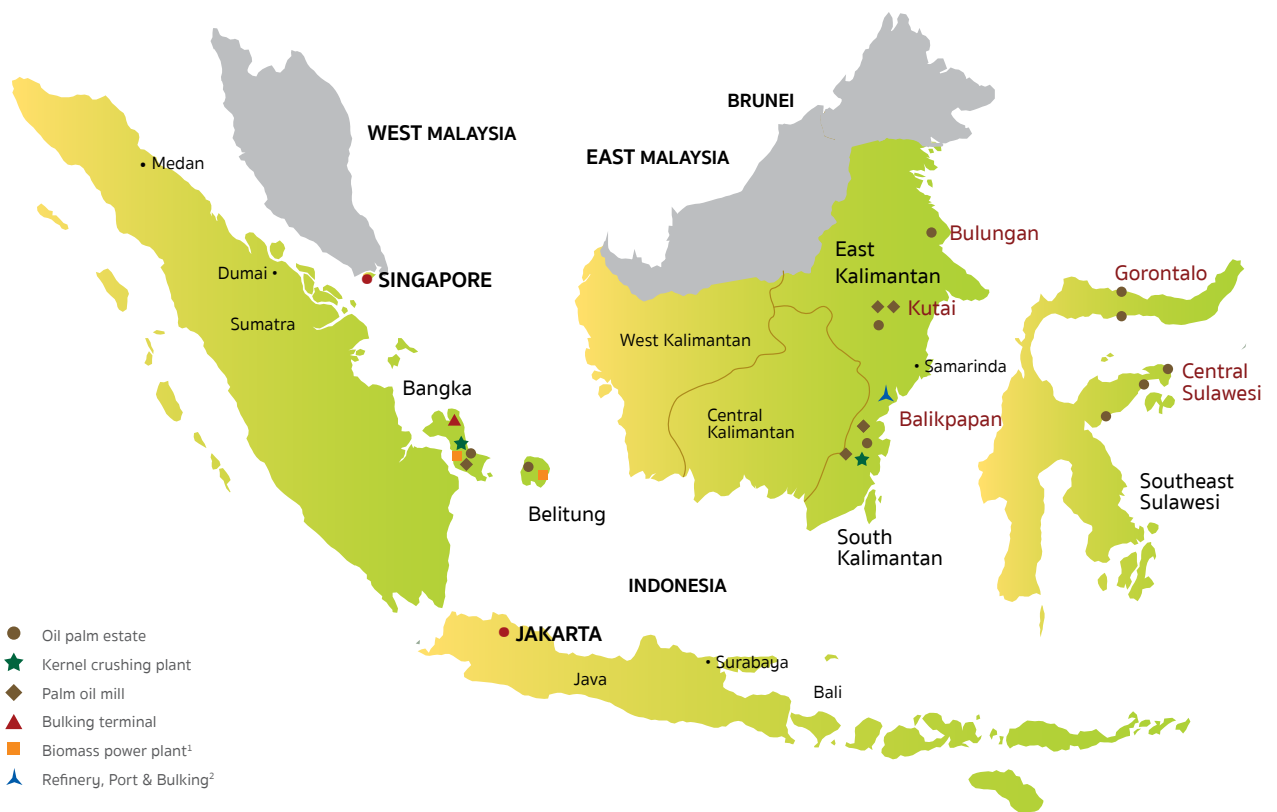 BRUNEI
WEST MALAYSIA
EAST MALAYSIA
• Medan
Bulungan
East
Kalimantan
Gorontalo
Dumai •
SINGAPORE
Kutai
Sumatra
West Kalimantan
• Samarinda
Bangka
Central
Sulawesi
Central
Kalimantan
Balikpapan
Belitung
Southeast
Sulawesi
South
Kalimantan
INDONESIA
JAKARTA
• Surabaya
Java
Bali
Oil palm estate
Kernel crushing plant
Palm oil mill
Bulking terminal
Biomass power plant¹
Refinery, Port & Bulking²